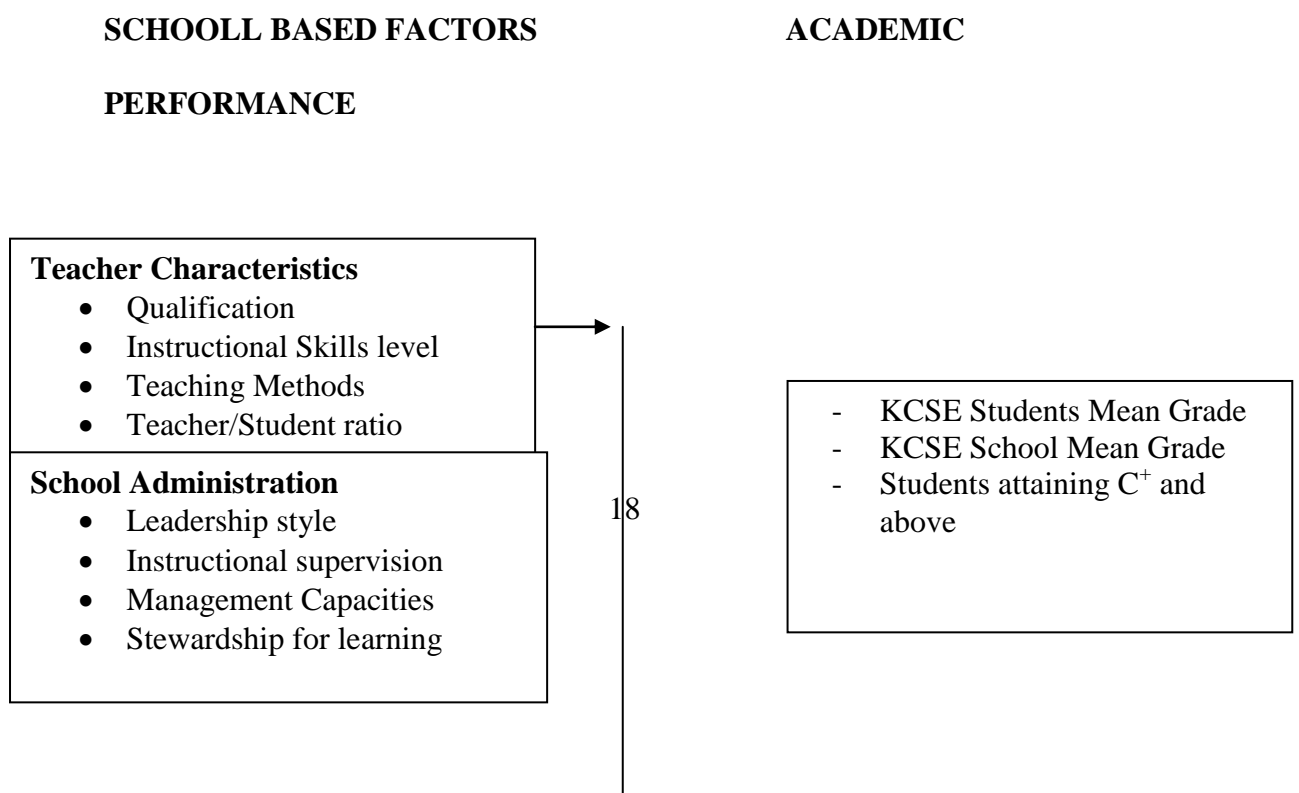 SCHOOLL BASED FACTORS ACADEMIC
PERFORMANCE
Teacher Characteristics
• Qualification
• Instructional Skills level
• Teaching Methods
• Teacher/Student ratio
School Administration
• Leadership style
• Instructional supervision
• Management Capacities
• Stewardship for learning
18
- KCSE Students Mean Grade
- KCSE School Mean Grade
- Students attaining C+ and
above